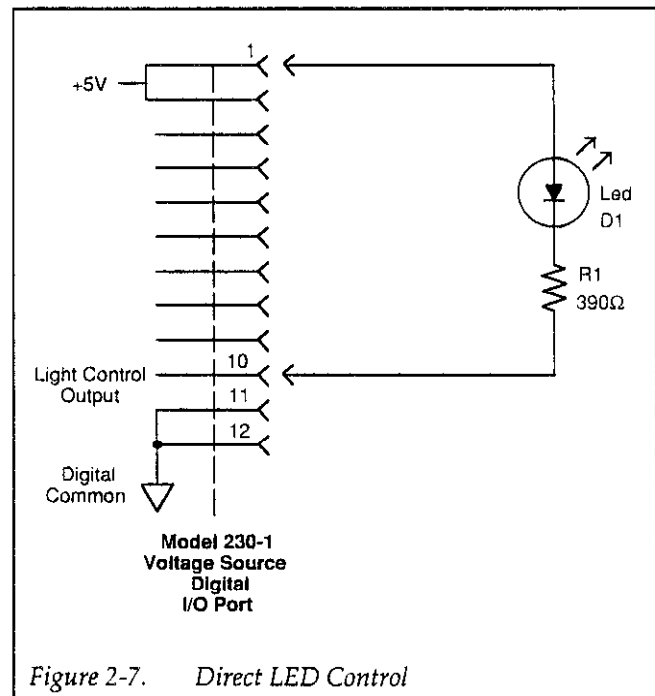 1
+5V
Led
D1
R1
390Ω
10
Light Control
Output
11
12
Digital
Common
Model 230-1
Voltage Source
Digital
I/O Port
Figure 2-7. Direct LED Control